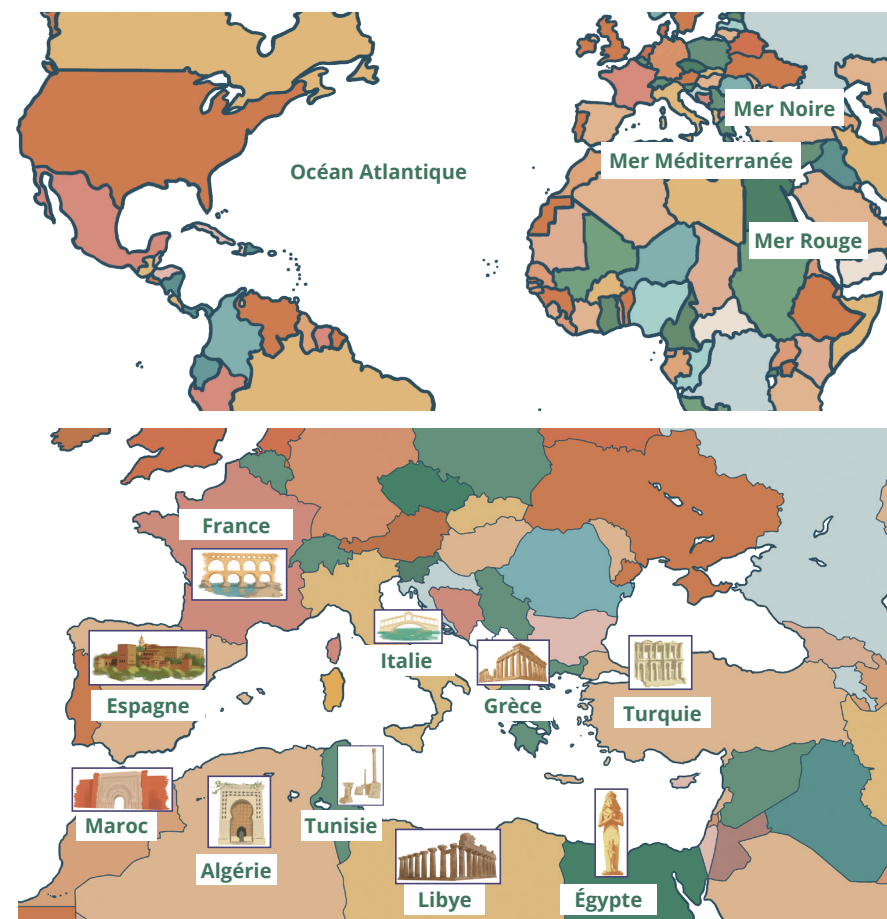 Mer Noire
Mer Méditerranée
Océan Atlantique
Mer Rouge
France
Italie
Espagne
Grèce
Turquie
Maroc
Tunisie
Algérie
Libye
Égypte